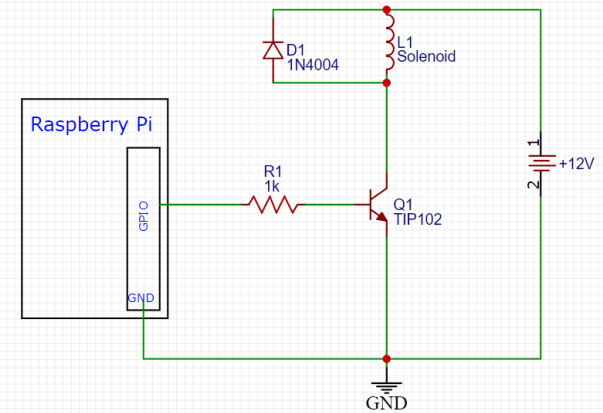 D1
1N4004
L1
Solenoid
Raspberry Pi
GPIO
GND
R1
1k
Q1
TIP102
1
+12V
2
GND